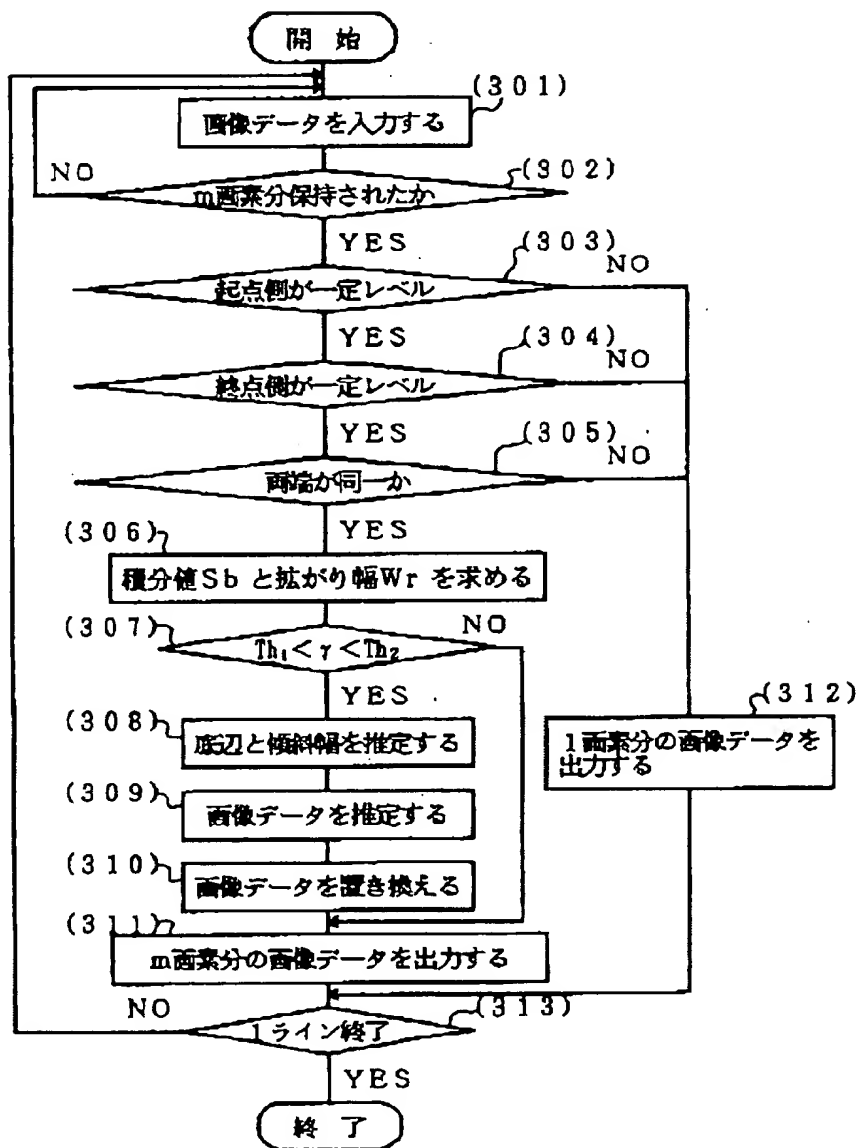 開 始
(301)
画像データを入力する
NO
(302)
m画素分保持されたか
YES
(303)
NO
起点側が一定レベル
YES
(304)
NO
終点側が一定レベル
YES
(305)
NO
両端が同一か
(306)
YES
積分値Sbと拡がり幅Wrを求める
(307)
NO
Th₁<γ<Th₂
YES
(308)
底辺と傾斜幅を推定する
(312)
1画素分の画像データを
出力する
(309)
画像データを推定する
(310)
画像データを置き換える
(311)
m画素分の画像データを出力する
NO
(313)
1ライン終了
YES
終 了